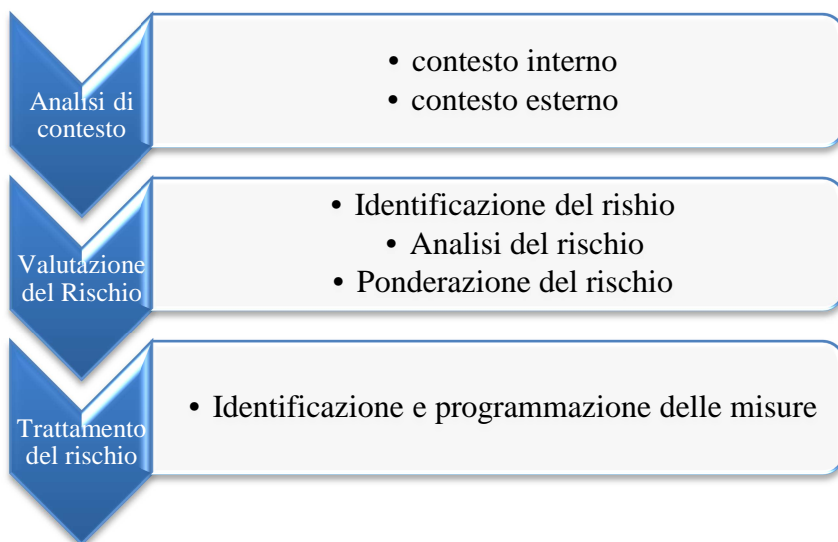 Analisi di
contesto
• contesto interno
• contesto esterno
Valutazione
del Rischio
• Identificazione del rishio
• Analisi del rischio
• Ponderazione del rischio
Trattamento
del rischio
• Identificazione e programmazione delle misure